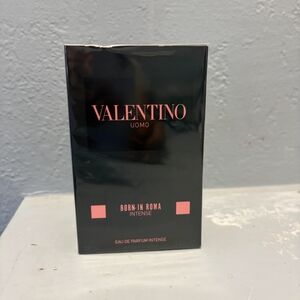 VALENTINO
UOMO
BORN IN ROMA
INTENSE
EAU DE PARFUM INTENSE